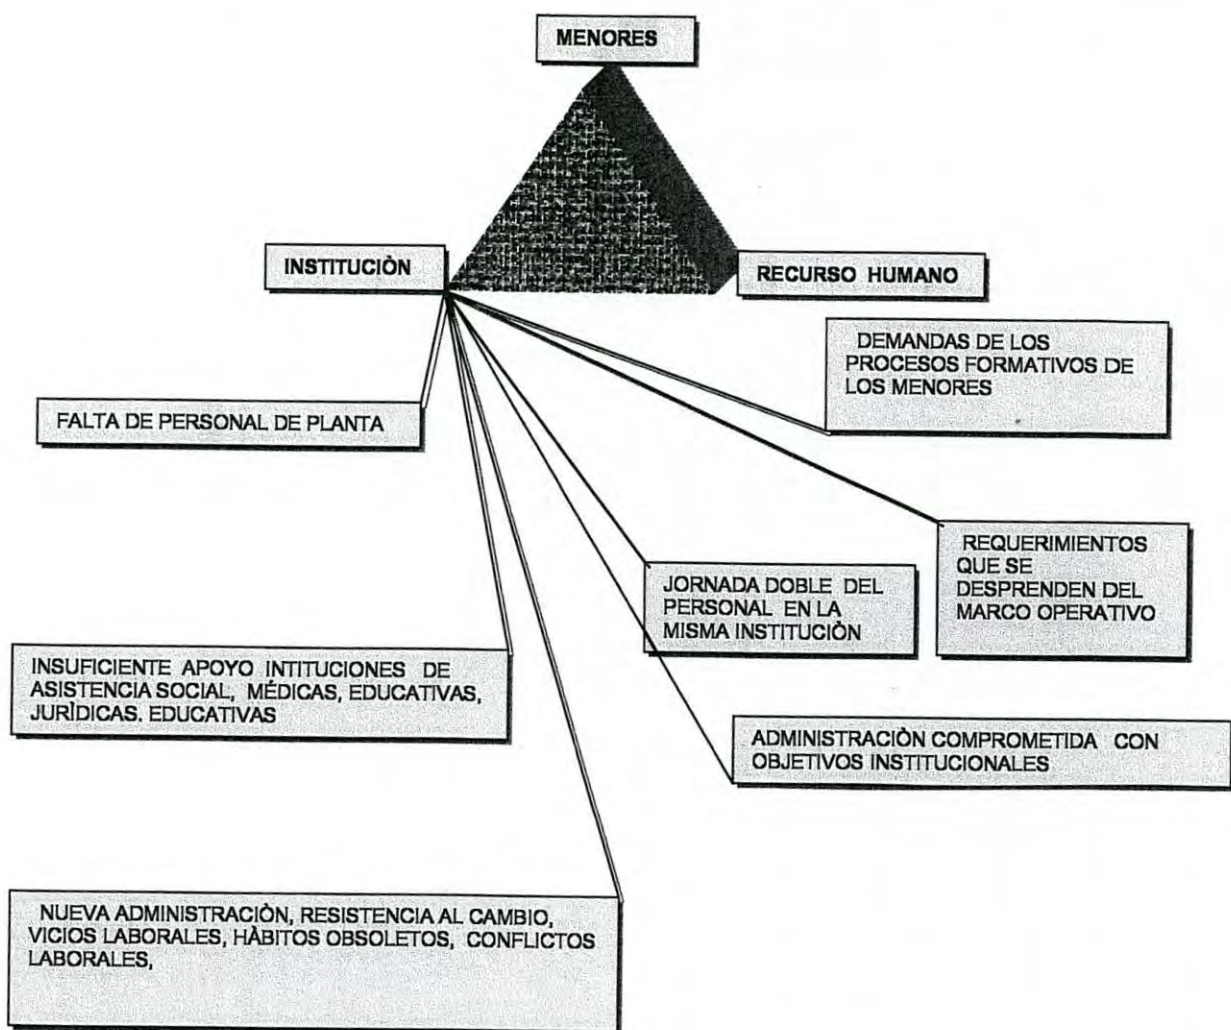 MENORES
INSTITUCIÒN
RECURSO HUMANO
DEMANDAS DE LOS
PROCESOS FORMATIVOS DE
LOS MENORES
FALTA DE PERSONAL DE PLANTA
REQUERIMIENTOS
QUE SE
DESPRENDEN DEL
MARCO OPERATIVO
JORNADA DOBLE DEL
PERSONAL EN LA
MISMA INSTITUCIÒN
INSUFICIENTE APOYO INTITUCIONES DE
ASISTENCIA SOCIAL, MÉDICAS, EDUCATIVAS,
JURÌDICAS. EDUCATIVAS
ADMINISTRACIÒN COMPROMETIDA CON
OBJETIVOS INSTITUCIONALES
NUEVA ADMINISTRACIÒN, RESISTENCIA AL CAMBIO,
VICIOS LABORALES, HÀBITOS OBSOLETOS, CONFLICTOS
LABORALES,